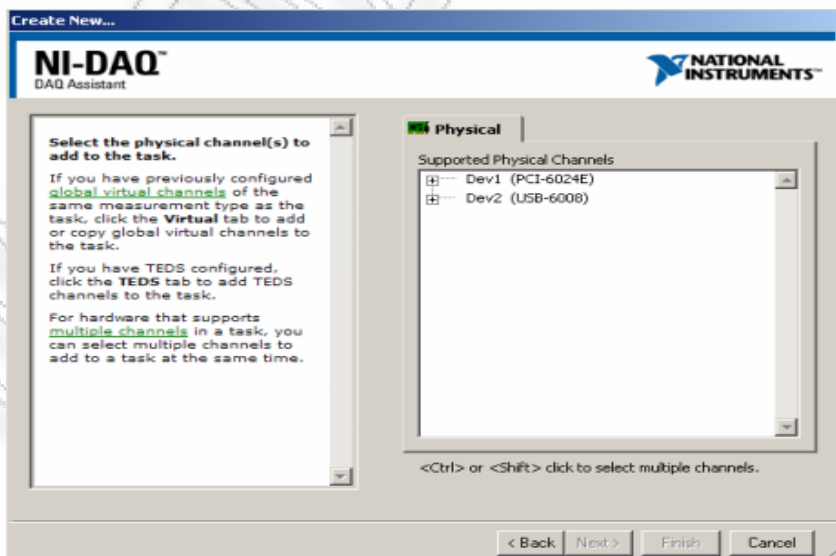 Create New...
NI-DAQ™
DAQ Assistant
NATIONAL
INSTRUMENTS™
Select the physical channel(s) to
add to the task.
If you have previously configured
global virtual channels of the
same measurement type as the
task, click the Virtual tab to add
or copy global virtual channels to
the task.
If you have TEDS configured,
click the TEDS tab to add TEDS
channels to the task.
For hardware that supports
multiple channels in a task, you
can select multiple channels to
add to a task at the same time.
Physical
Supported Physical Channels
Dev1 (PCI-6024E)
Dev2 (USB-6008)
<Ctrl> or <Shift> click to select multiple channels.
< Back Next > Finish Cancel